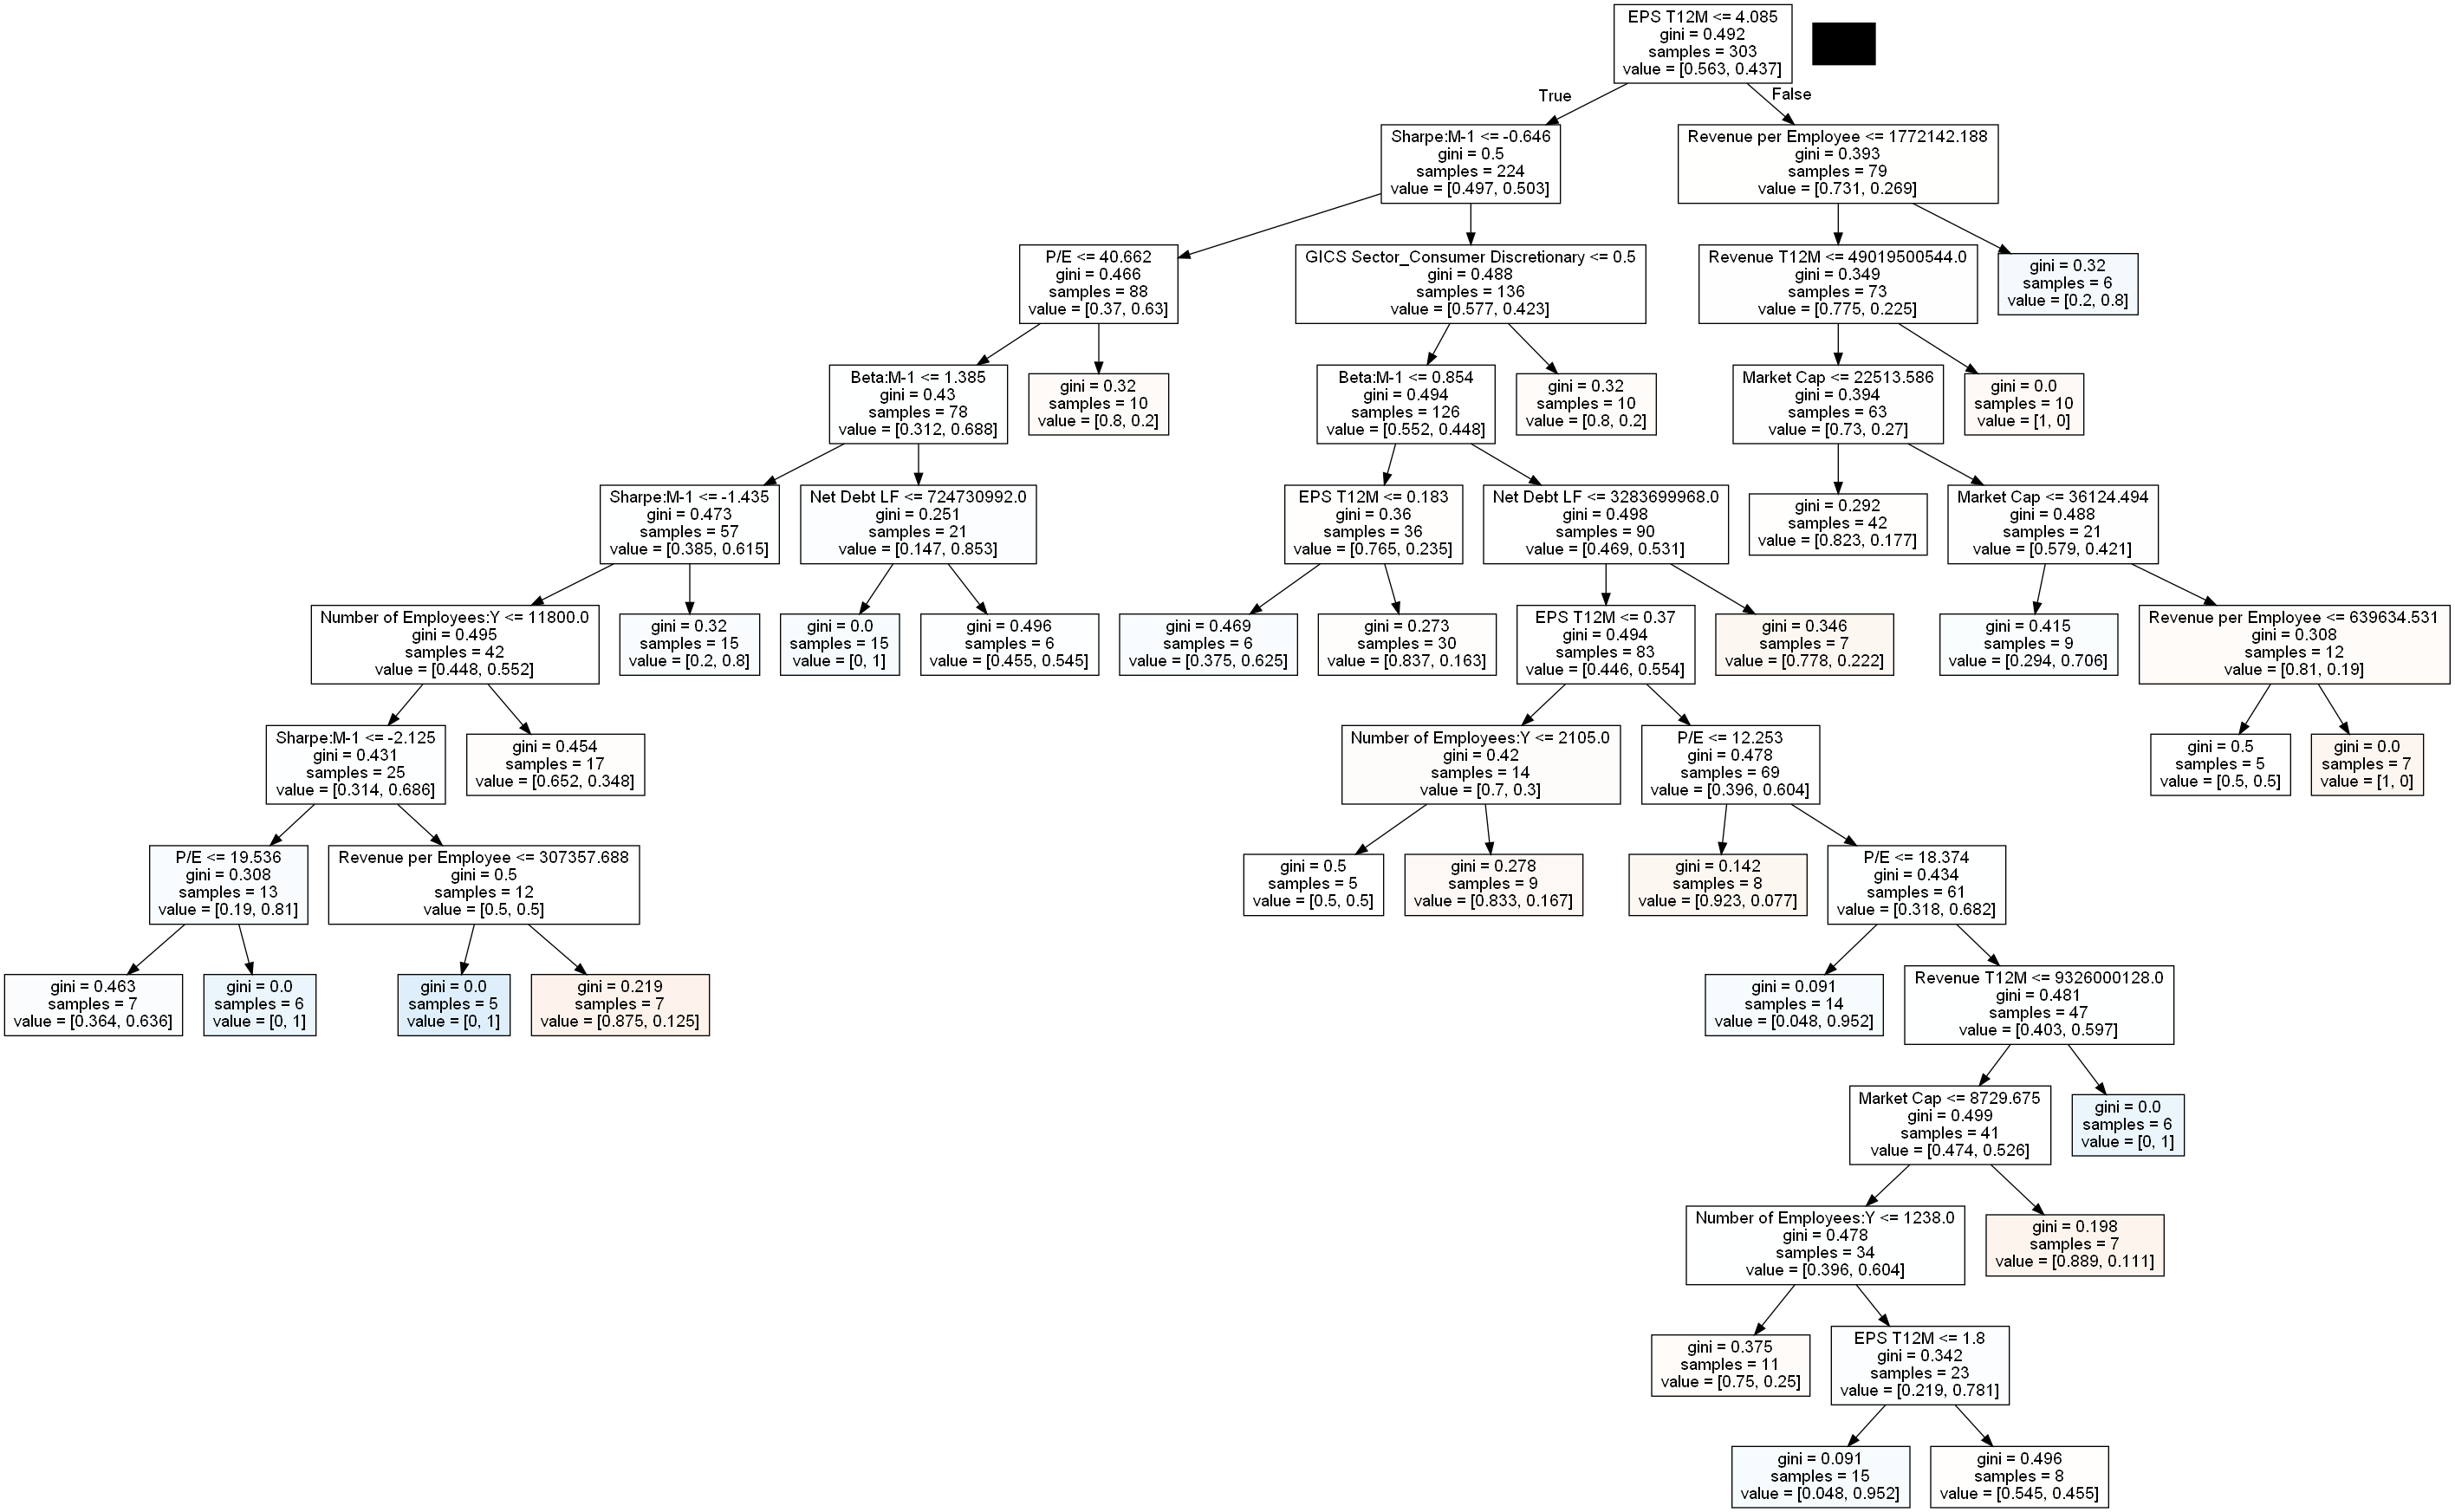 EPS T12M <= 4.085
gini = 0.492
samples = 303
value = [0.563, 0.437]
True
False
Sharpe:M-1 <= -0.646
gini = 0.5
samples = 224
value = [0.497, 0.503]
Revenue per Employee <= 1772142.188
gini = 0.393
samples = 79
value = [0.731, 0.269]
P/E <= 40.662
gini = 0.466
samples = 88
value = [0.37, 0.63]
GICS Sector_Consumer Discretionary <= 0.5
gini = 0.488
samples = 136
value = [0.577, 0.423]
Revenue T12M <= 49019500544.0
gini = 0.349
samples = 73
value = [0.775, 0.225]
gini = 0.32
samples = 6
value = [0.2, 0.8]
Beta:M-1 <= 1.385
gini = 0.43
samples = 78
value = [0.312, 0.688]
gini = 0.32
samples = 10
value = [0.8, 0.2]
Beta:M-1 <= 0.854
gini = 0.494
samples = 126
value = [0.552, 0.448]
gini = 0.32
samples = 10
value = [0.8, 0.2]
Market Cap <= 22513.586
gini = 0.394
samples = 63
value = [0.73, 0.27]
gini = 0.0
samples = 10
value = [1, 0]
Sharpe:M-1 <= -1.435
gini = 0.473
samples = 57
value = [0.385, 0.615]
Net Debt LF <= 724730992.0
gini = 0.251
samples = 21
value = [0.147, 0.853]
EPS T12M <= 0.183
gini = 0.36
samples = 36
value = [0.765, 0.235]
Net Debt LF <= 3283699968.0
gini = 0.498
samples = 90
value = [0.469, 0.531]
gini = 0.292
samples = 42
value = [0.823, 0.177]
Market Cap <= 36124.494
gini = 0.488
samples = 21
value = [0.579, 0.421]
Number of Employees:Y <= 11800.0
gini = 0.495
samples = 42
value = [0.448, 0.552]
gini = 0.32
samples = 15
value = [0.2, 0.8]
gini = 0.0
samples = 15
value = [0, 1]
gini = 0.496
samples = 6
value = [0.455, 0.545]
gini = 0.469
samples = 6
value = [0.375, 0.625]
gini = 0.273
samples = 30
value = [0.837, 0.163]
EPS T12M <= 0.37
gini = 0.494
samples = 83
value = [0.446, 0.554]
gini = 0.346
samples = 7
value = [0.778, 0.222]
gini = 0.415
samples = 9
value = [0.294, 0.706]
Revenue per Employee <= 639634.531
gini = 0.308
samples = 12
value = [0.81, 0.19]
Sharpe:M-1 <= -2.125
gini = 0.431
samples = 25
value = [0.314, 0.686]
gini = 0.454
samples = 17
value = [0.652, 0.348]
Number of Employees:Y <= 2105.0
gini = 0.42
samples = 14
value = [0.7, 0.3]
P/E <= 12.253
gini = 0.478
samples = 69
value = [0.396, 0.604]
gini = 0.5
samples = 5
value = [0.5, 0.5]
gini = 0.0
samples = 7
value = [1, 0]
P/E <= 19.536
gini = 0.308
samples = 13
value = [0.19, 0.81]
Revenue per Employee <= 307357.688
gini = 0.5
samples = 12
value = [0.5, 0.5]
gini = 0.5
samples = 5
value = [0.5, 0.5]
gini = 0.278
samples = 9
value = [0.833, 0.167]
gini = 0.142
samples = 8
value = [0.923, 0.077]
P/E <= 18.374
gini = 0.434
samples = 61
value = [0.318, 0.682]
gini = 0.463
samples = 7
value = [0.364, 0.636]
gini = 0.0
samples = 6
value = [0, 1]
gini = 0.0
samples = 5
value = [0, 1]
gini = 0.219
samples = 7
value = [0.875, 0.125]
gini = 0.091
samples = 14
value = [0.048, 0.952]
Revenue T12M <= 9326000128.0
gini = 0.481
samples = 47
value = [0.403, 0.597]
Market Cap <= 8729.675
gini = 0.499
samples = 41
value = [0.474, 0.526]
gini = 0.0
samples = 6
value = [0, 1]
Number of Employees:Y <= 1238.0
gini = 0.478
samples = 34
value = [0.396, 0.604]
gini = 0.198
samples = 7
value = [0.889, 0.111]
gini = 0.375
samples = 11
value = [0.75, 0.25]
EPS T12M <= 1.8
gini = 0.342
samples = 23
value = [0.219, 0.781]
gini = 0.091
samples = 15
value = [0.048, 0.952]
gini = 0.496
samples = 8
value = [0.545, 0.455]